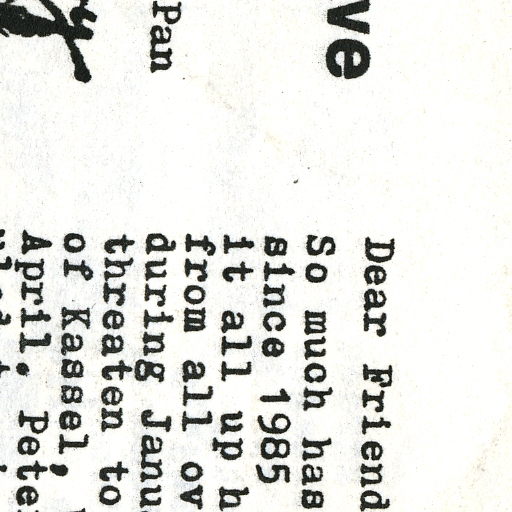 ve
Pan
Dear Friend
So much has
since 1985
it all up h
from all ov
during Janu
threaten to
of Kassel,
April. Peter